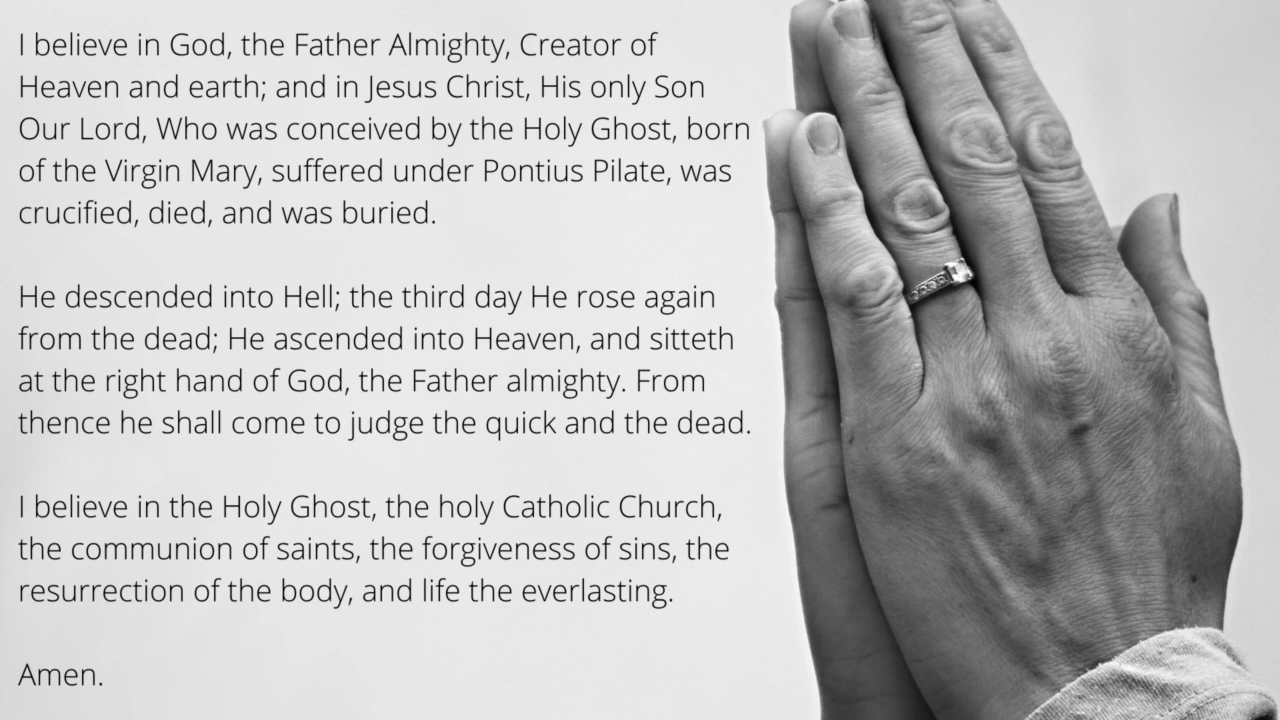 I believe in God, the Father Almighty, Creator of
Heaven and earth; and in Jesus Christ, His only Son
Our Lord, Who was conceived by the Holy Ghost, born
of the Virgin Mary, suffered under Pontius Pilate, was
crucified, died, and was buried.
He descended into Hell; the third day He rose again
from the dead; He ascended into Heaven, and sitteth
at the right hand of God, the Father almighty. From
thence he shall come to judge the quick and the dead.
I believe in the Holy Ghost, the holy Catholic Church,
the communion of saints, the forgiveness of sins, the
resurrection of the body, and life the everlasting.
Amen.